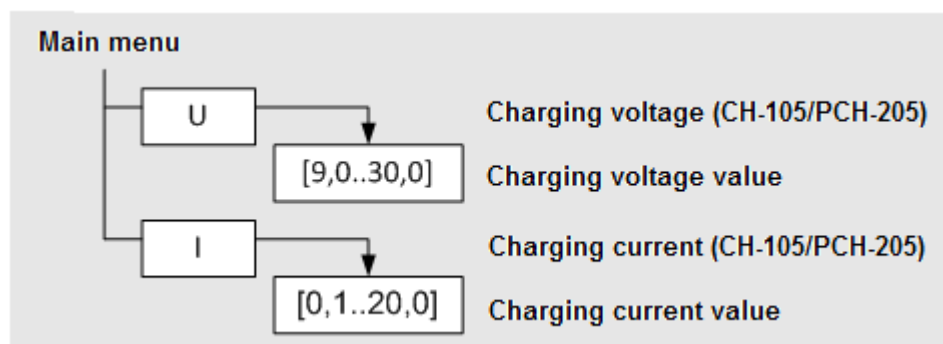 Main menu
U
Charging voltage (CH-105/PCH-205)
[9,0..30,0]
Charging voltage value
I
Charging current (CH-105/PCH-205)
[0,1..20,0]
Charging current value